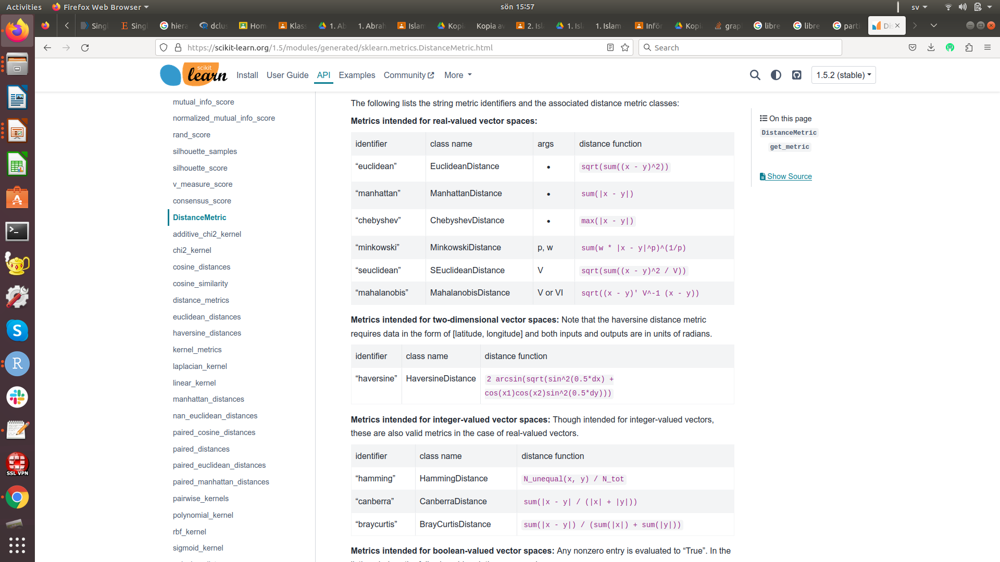 Activities
Firefox Web Browser
sön 15:57
sv
Singl
Singl
hiera
dclus
Hom
Klass
1. Ab
1. Abrah
Islam
Kopia
Kopia av
2. Isl
1. Isl
1. Islam
Inför
Kopi
grap
libre
libre
parti
Dis
https://scikit-learn.org/1.5/modules/generated/sklearn.metrics.DistanceMetric.html
Search
scikit
learn
Install
User Guide
API
Examples
Community
More
1.5.2 (stable)
mutual_info_score
normalized_mutual_info_score
rand_score
silhouette_samples
silhouette_score
v_measure_score
consensus_score
DistanceMetric
additive_chi2_kernel
chi2_kernel
cosine_distances
cosine_similarity
distance_metrics
euclidean_distances
haversine_distances
kernel_metrics
laplacian_kernel
linear_kernel
manhattan_distances
nan_euclidean_distances
paired_cosine_distances
paired_distances
paired_euclidean_distances
paired_manhattan_distances
pairwise_kernels
polynomial_kernel
rbf_kernel
sigmoid_kernel
The following lists the string metric identifiers and the associated distance metric classes:
Metrics intended for real-valued vector spaces:
identifier class name args distance function
“euclidean” EuclideanDistance • sqrt(sum((x - y)^2))
“manhattan” ManhattanDistance • sum(|x - y|)
“chebyshev” ChebyshevDistance • max(|x - y|)
“minkowski” MinkowskiDistance p, w sum(w * |x - y|^p)^(1/p)
“seuclidean” SEuclideanDistance V sqrt(sum((x - y)^2 / V))
“mahalanobis” MahalanobisDistance V or VI sqrt((x - y)' V^-1 (x - y))
Metrics intended for two-dimensional vector spaces: Note that the haversine distance metric
requires data in the form of [latitude, longitude] and both inputs and outputs are in units of radians.
identifier class name distance function
“haversine” HaversineDistance 2 arcsin(sqrt(sin^2(0.5*dx) +
cos(x1)cos(x2)sin^2(0.5*dy)))
Metrics intended for integer-valued vector spaces: Though intended for integer-valued vectors,
these are also valid metrics in the case of real-valued vectors.
identifier class name distance function
“hamming” HammingDistance N_unequal(x, y) / N_tot
“canberra” CanberraDistance sum(|x - y| / (|x| + |y|))
“braycurtis” BrayCurtisDistance sum(|x - y|) / (sum(|x|) + sum(|y|))
Metrics intended for boolean-valued vector spaces: Any nonzero entry is evaluated to “True”. In the
On this page
DistanceMetric
get_metric
Show Source
SSL VPN